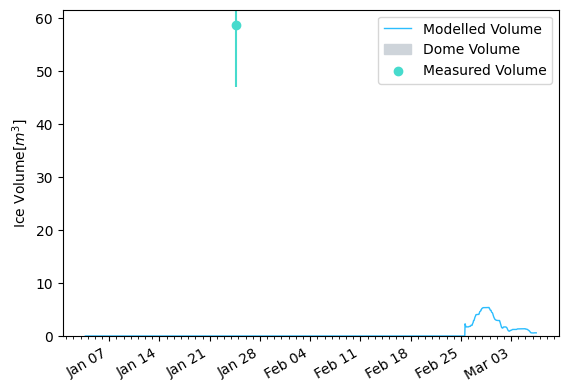 Modelled Volume
Dome Volume
Measured Volume
Ice Volume[m³]
60
50
40
30
20
10
0
Jan 07
Jan 14
Jan 21
Jan 28
Feb 04
Feb 11
Feb 18
Feb 25
Mar 03